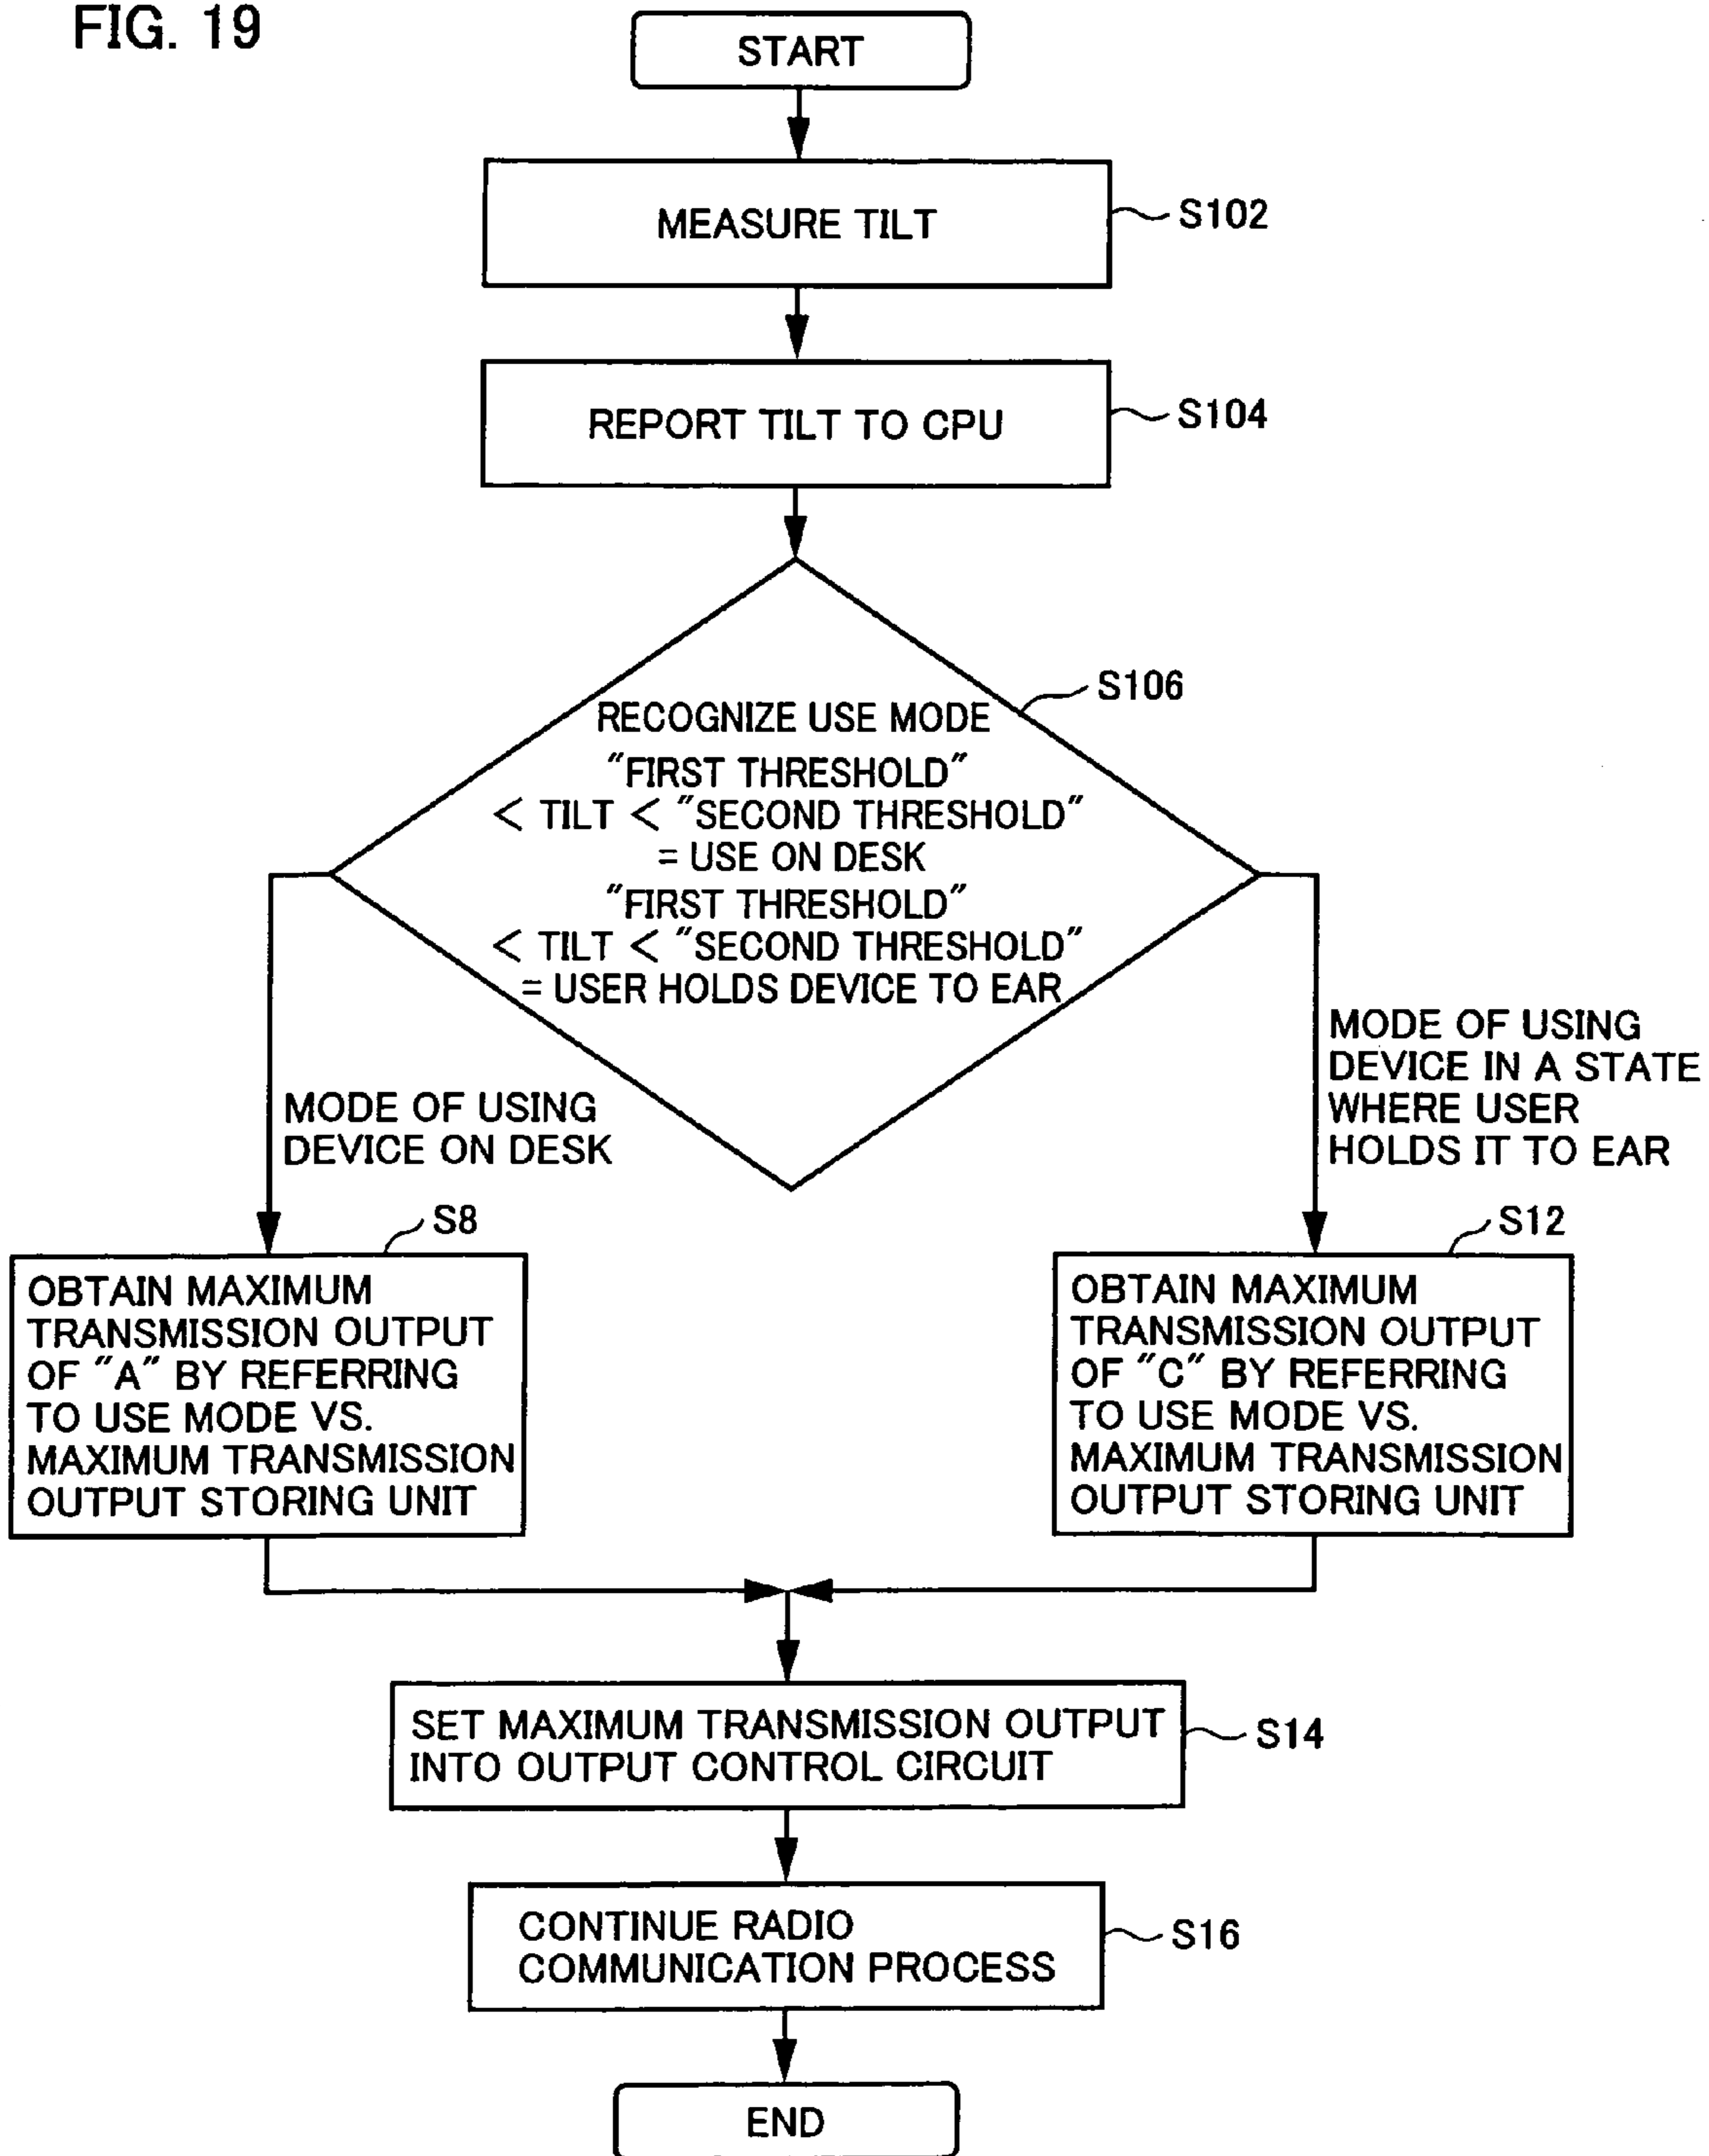 FIG. 19
START
MEASURE TILT
S102
REPORT TILT TO CPU
S104
S106
RECOGNIZE USE MODE
"FIRST THRESHOLD"
< TILT < "SECOND THRESHOLD"
= USE ON DESK
"FIRST THRESHOLD"
< TILT < "SECOND THRESHOLD"
= USER HOLDS DEVICE TO EAR
MODE OF USING
DEVICE ON DESK
MODE OF USING
DEVICE IN A STATE
WHERE USER
HOLDS IT TO EAR
S8
OBTAIN MAXIMUM
TRANSMISSION OUTPUT
OF "A" BY REFERRING
TO USE MODE VS.
MAXIMUM TRANSMISSION
OUTPUT STORING UNIT
S12
OBTAIN MAXIMUM
TRANSMISSION OUTPUT
OF "C" BY REFERRING
TO USE MODE VS.
MAXIMUM TRANSMISSION
OUTPUT STORING UNIT
SET MAXIMUM TRANSMISSION OUTPUT
INTO OUTPUT CONTROL CIRCUIT
S14
CONTINUE RADIO
COMMUNICATION PROCESS
S16
END